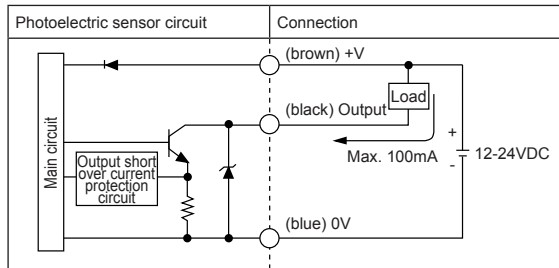 Photoelectric sensor circuit
Connection
(brown) +V
(black) Output
Load
Max. 100mA
+
-
12-24VDC
Main circuit
Output short
over current
protection
circuit
(blue) 0V